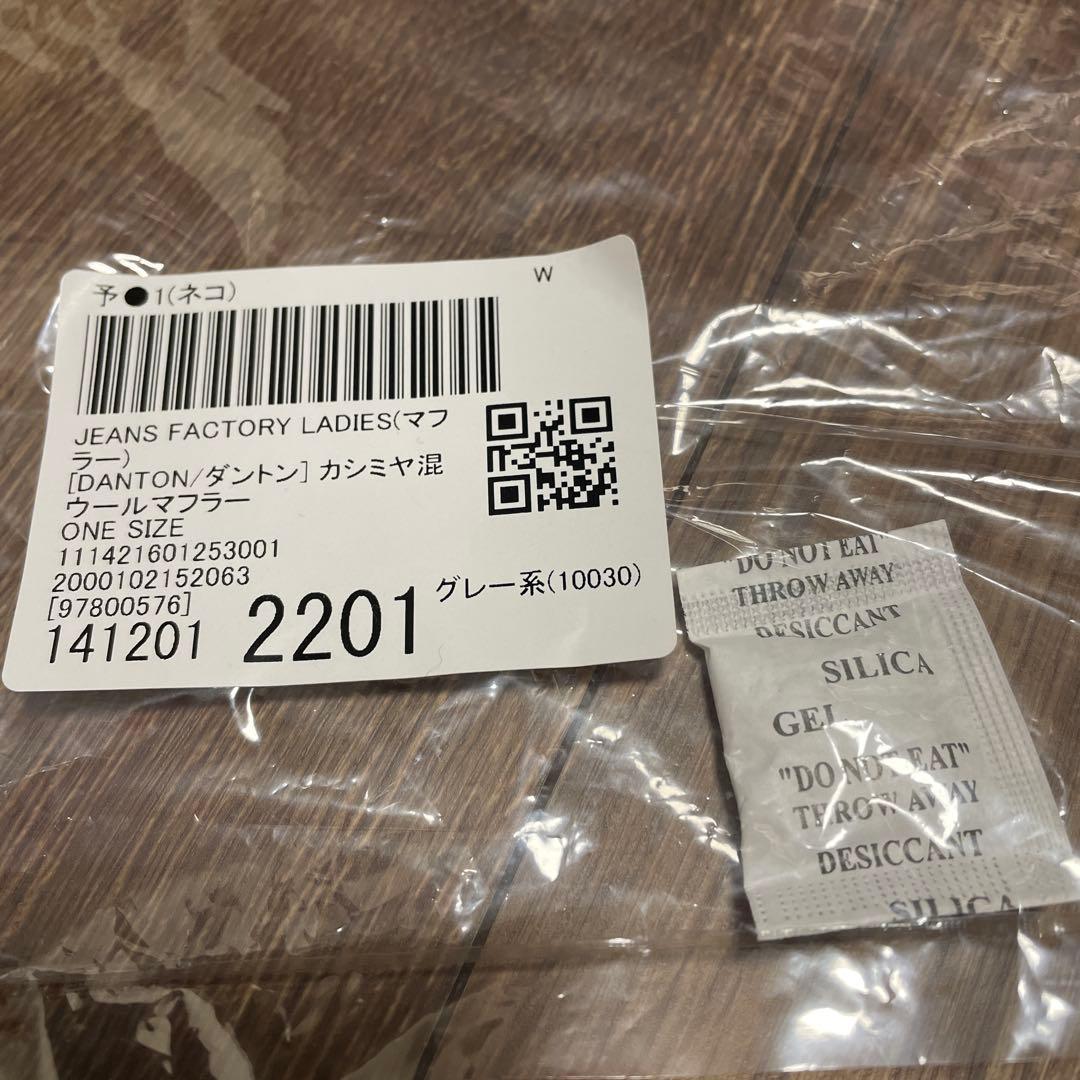 予●1(ネコ)
W
JEANS FACTORY LADIES(マフ
ラー)
[DANTON/ダントン] カシミヤ混
ウールマフラー
ONE SIZE
111421601253001
2000102152063
[97800576]
グレー系(10030)
141201 2201
"DO NOT EAT"
THROW AWAY
DESICCANT
SILICA
GEL
"DO NOT EAT"
THROW AWAY
DESICCANT
SILICA